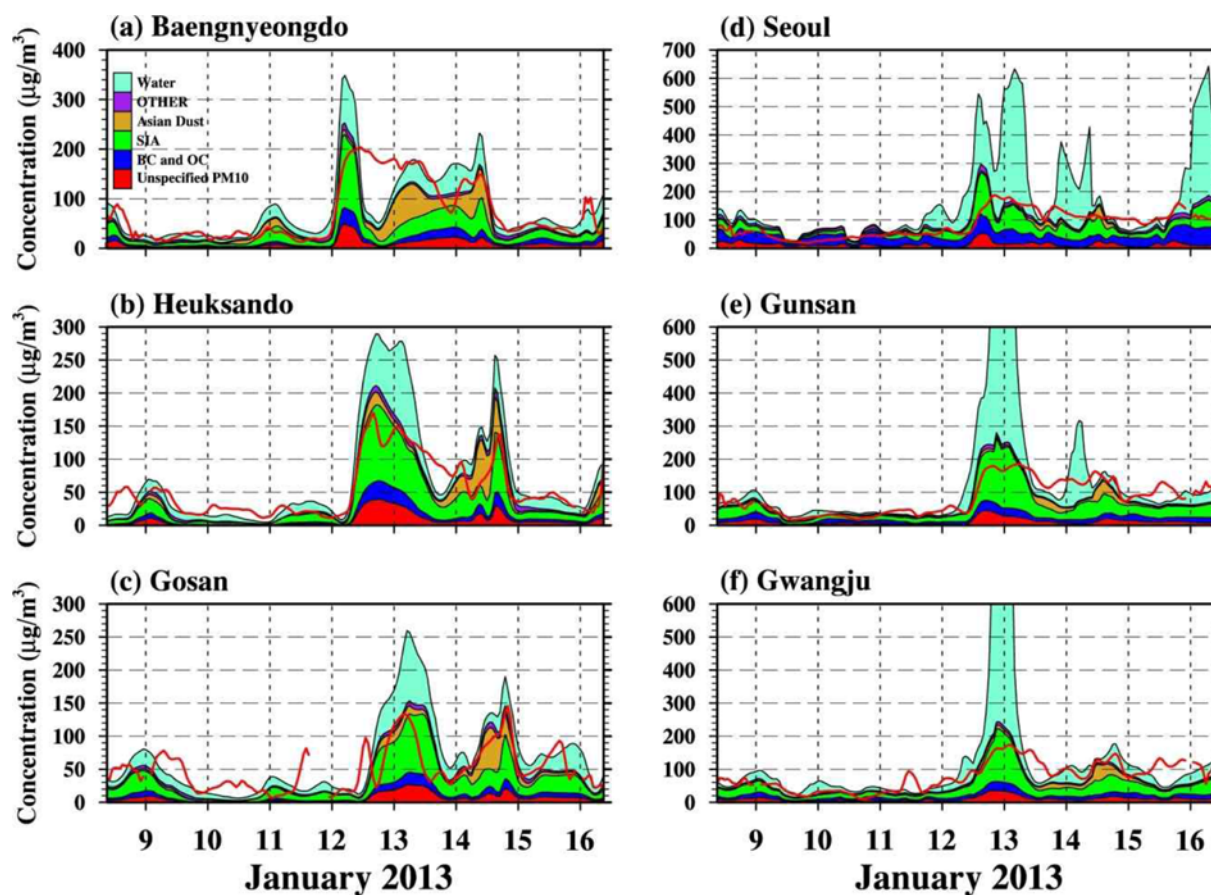 (a) Baengnyeongdo
Concentration (μg/m³)
400
300
200
100
0
Water
OTHER
Asian Dust
SIA
BC and OC
Unspecified PM10
(d) Seoul
700
600
500
400
300
200
100
0
(b) Heuksando
Concentration (μg/m³)
300
250
200
150
100
50
0
(e) Gunsan
600
500
400
300
200
100
0
(c) Gosan
Concentration (μg/m³)
300
250
200
150
100
50
0
9 10 11 12 13 14 15 16
January 2013
(f) Gwangju
600
500
400
300
200
100
0
9 10 11 12 13 14 15 16
January 2013